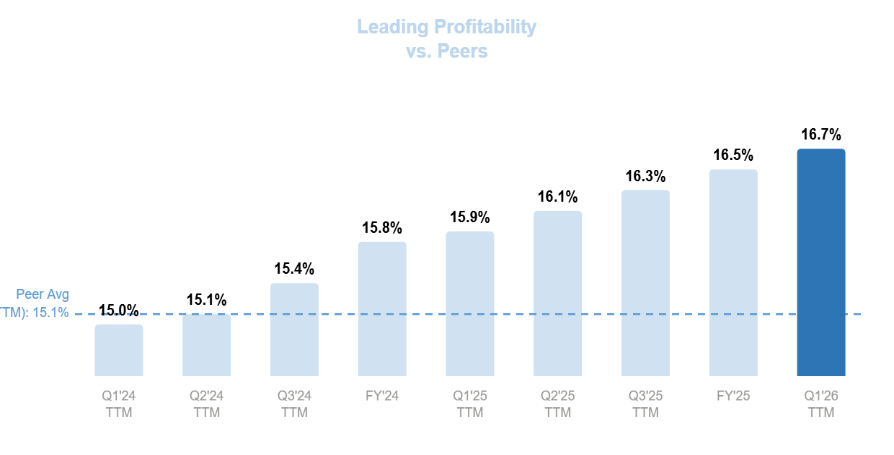 Leading Profitability
vs. Peers
16.7%
16.5%
16.3%
16.1%
15.9%
15.8%
15.4%
15.1%
15.0%
Peer Avg
TTM): 15.1%
Q1'24
TTM
Q2'24
TTM
Q3'24
TTM
FY'24
Q1'25
TTM
Q2'25
TTM
Q3'25
TTM
FY'25
Q1'26
TTM